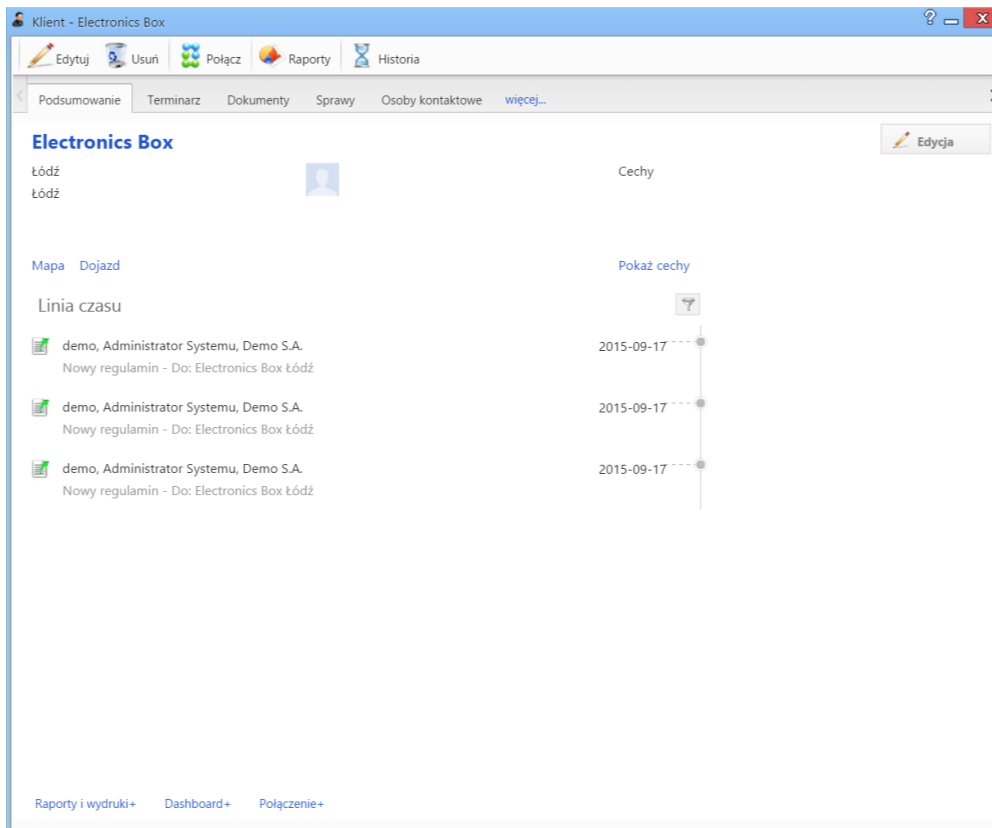 Klient - Electronics Box
?
X
Edytuj Usuń Połącz Raporty Historia
Podsumowanie Terminarz Dokumenty Sprawy Osoby kontaktowe więcej...
Electronics Box
Edycja
Łódź
Cechy
Łódź
Mapa Dojazd
Pokaż cechy
Linia czasu
demo, Administrator Systemu, Demo S.A. 2015-09-17
Nowy regulamin - Do: Electronics Box Łódź
demo, Administrator Systemu, Demo S.A. 2015-09-17
Nowy regulamin - Do: Electronics Box Łódź
demo, Administrator Systemu, Demo S.A. 2015-09-17
Nowy regulamin - Do: Electronics Box Łódź
Raporty i wydruki+ Dashboard+ Połączenie+